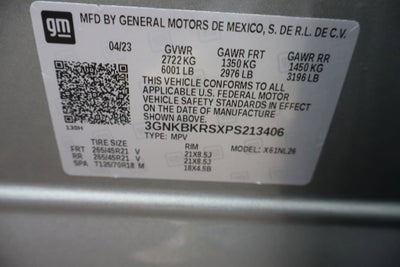 gm
MFD BY GENERAL MOTORS DE MEXICO, S. DE R.L. DE C.V.
04/23 GVWR GAWR FRT GAWR RR
2722 KG 1350 KG 1450 KG
6001 LB 2976 LB 3196 LB
THIS VEHICLE CONFORMS TO ALL
APPLICABLE U.S. FEDERAL MOTOR
VEHICLE SAFETY STANDARDS IN EFFECT
ON THE DATE OF MANUFACTURE
SHOWN ABOVE.
3GNKBKRSXPS213406
TYPE: MPV MODEL: X61NL26
TIRE SIZE RIM
FRT 265/45R21 V 21X8.5J
RR 265/45R21 V 21X8.5J
SPA T135/70R18 M 18X4.5B